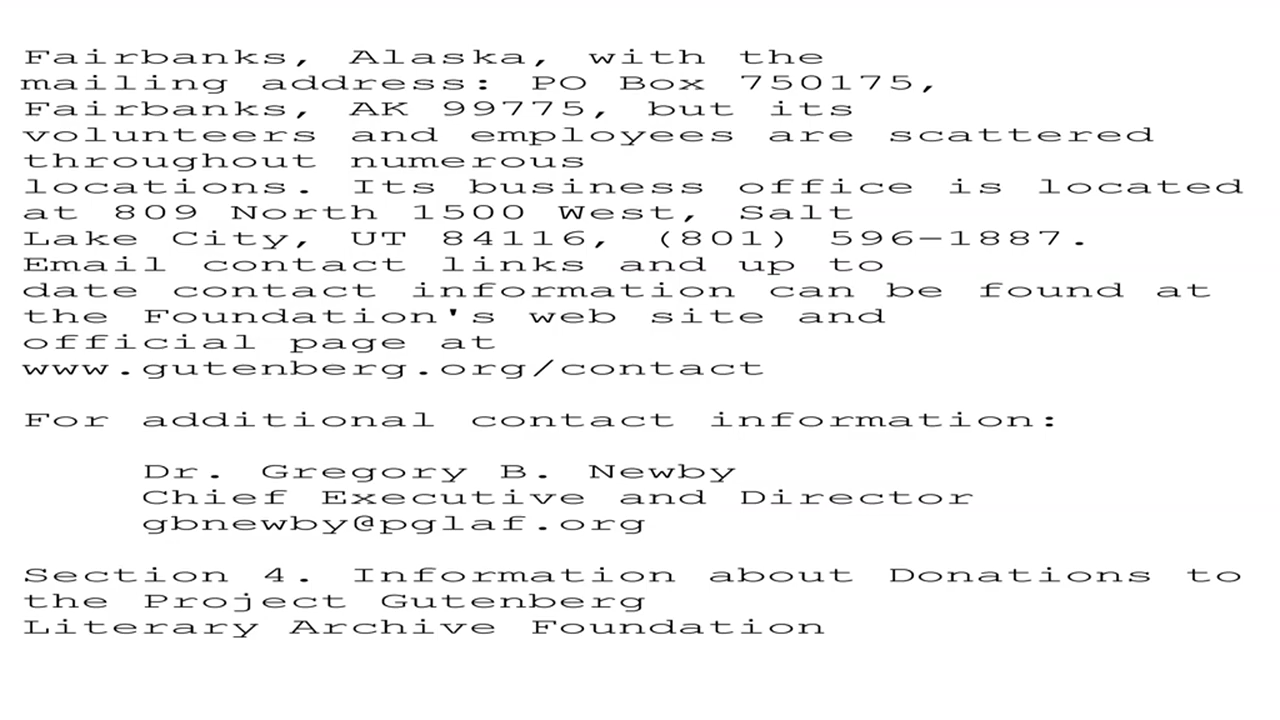 Fairbanks, Alaska, with the
mailing address: PO Box 750175,
Fairbanks, AK 99775, but its
volunteers and employees are scattered
throughout numerous
locations. Its business office is located
at 809 North 1500 West, Salt
Lake City, UT 84116, (801) 596-1887.
Email contact links and up to
date contact information can be found at
the Foundation's web site and
official page at
www.gutenberg.org/contact
For additional contact information:
Dr. Gregory B. Newby
Chief Executive and Director
gbnewby@pglaf.org
Section 4. Information about Donations to
the Project Gutenberg
Literary Archive Foundation